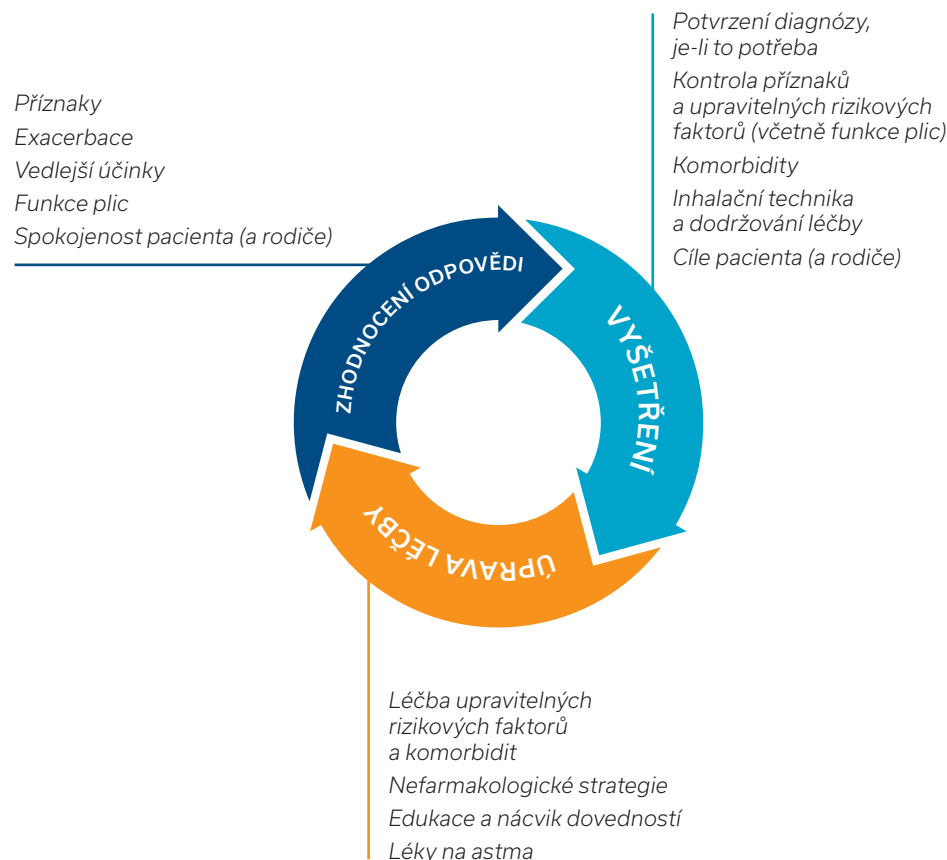 Potvrzení diagnózy,
je-li to potřeba
Kontrola příznaků
a upravitelných rizikových
faktorů (včetně funkce plic)
Komorbidity
Inhalační technika
a dodržování léčby
Cíle pacienta (a rodiče)
Příznaky
Exacerbace
Vedlejší účinky
Funkce plic
Spokojenost pacienta (a rodiče)
ZHODNOCENÍ ODPOVĚDI
VYŠETŘENÍ
ÚPRAVA LÉČBY
Léčba upravitelných
rizikových faktorů
a komorbidit
Nefarmakologické strategie
Edukace a nácvik dovedností
Léky na astma